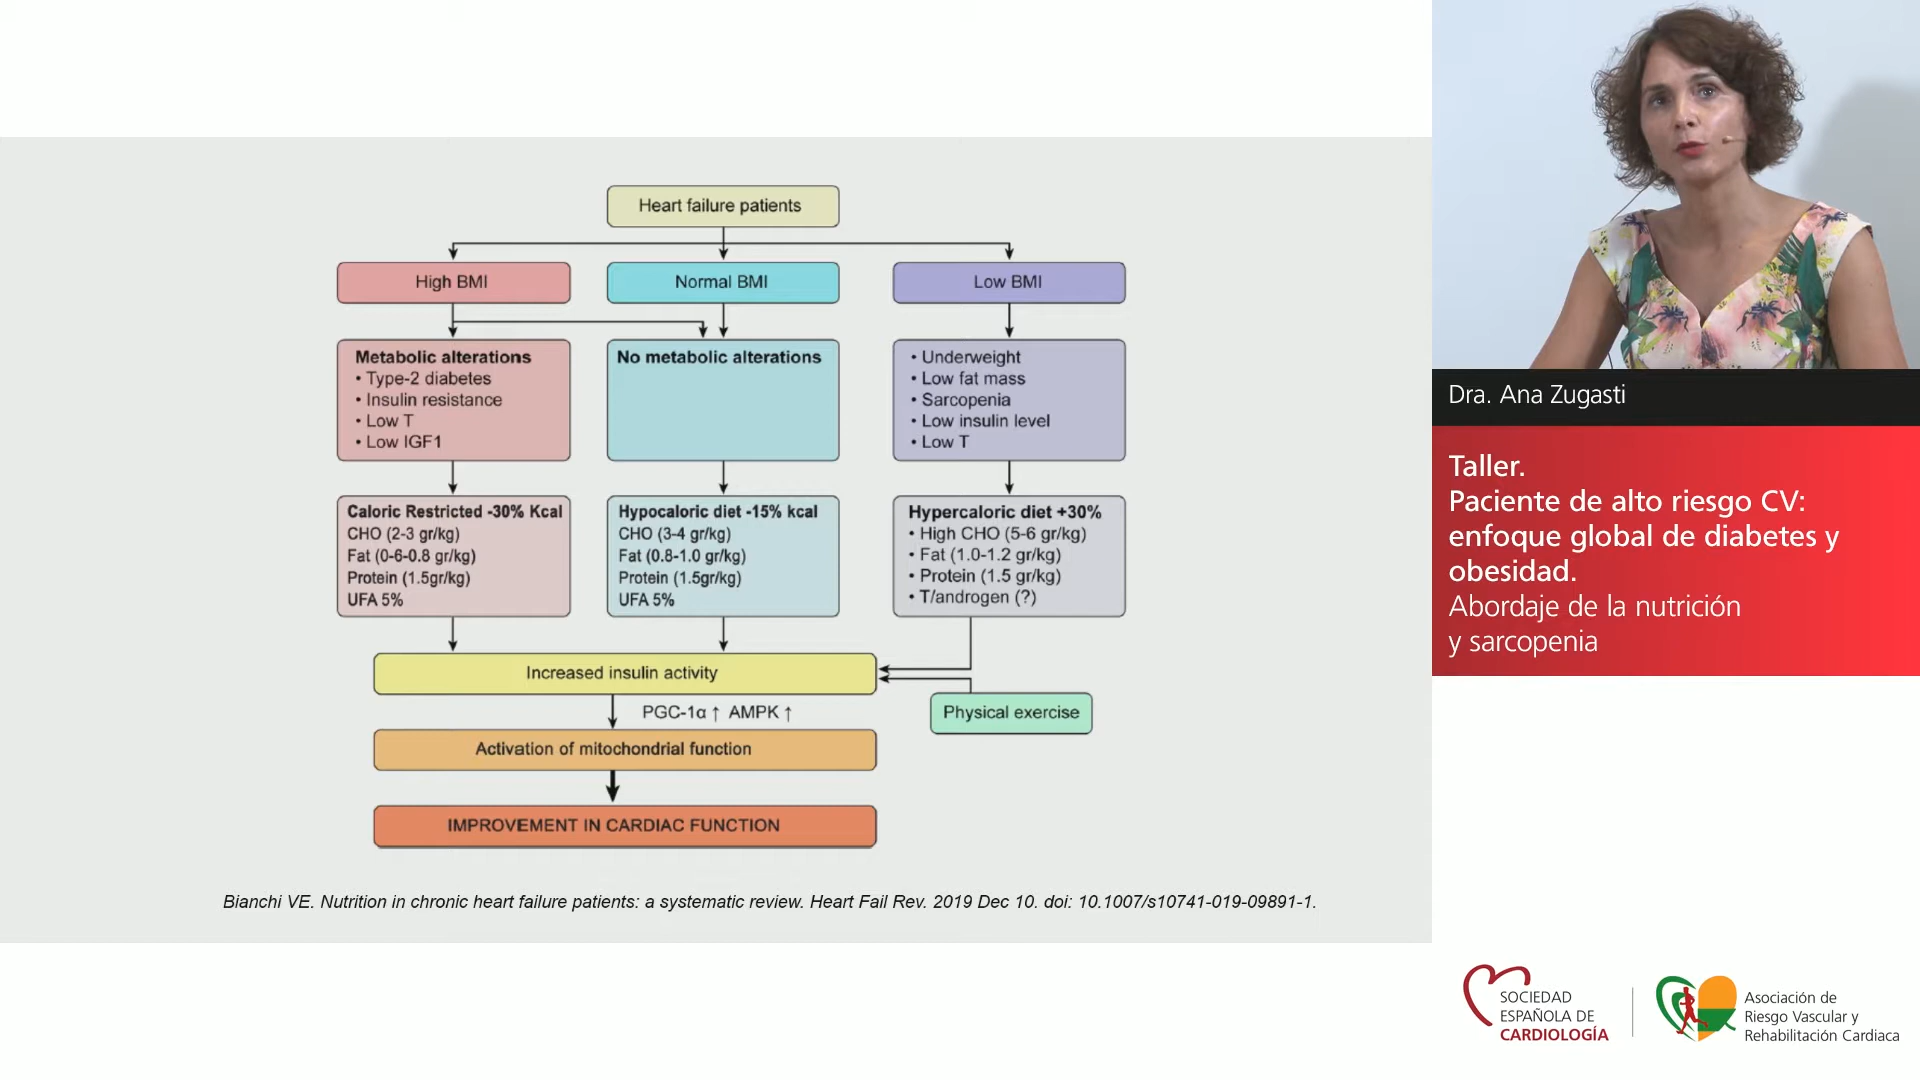 Heart failure patients
High BMI
Normal BMI
Low BMI
Metabolic alterations
• Type-2 diabetes
• Insulin resistance
• Low T
• Low IGF1
No metabolic alterations
• Underweight
• Low fat mass
• Sarcopenia
• Low insulin level
• Low T
Caloric Restricted -30% Kcal
CHO (2-3 gr/kg)
Fat (0-6-0.8 gr/kg)
Protein (1.5gr/kg)
UFA 5%
Hypocaloric diet -15% kcal
CHO (3-4 gr/kg)
Fat (0.8-1.0 gr/kg)
Protein (1.5gr/kg)
UFA 5%
Hypercaloric diet +30%
• High CHO (5-6 gr/kg)
• Fat (1.0-1.2 gr/kg)
• Protein (1.5 gr/kg)
• T/androgen (?)
Increased insulin activity
PGC-1α ↑ AMPK ↑
Physical exercise
Activation of mitochondrial function
IMPROVEMENT IN CARDIAC FUNCTION
Bianchi VE. Nutrition in chronic heart failure patients: a systematic review. Heart Fail Rev. 2019 Dec 10. doi: 10.1007/s10741-019-09891-1.
Dra. Ana Zugasti
Taller.
Paciente de alto riesgo CV:
enfoque global de diabetes y
obesidad.
Abordaje de la nutrición
y sarcopenia
SOCIEDAD
ESPAÑOLA DE
CARDIOLOGÍA
Asociación de
Riesgo Vascular y
Rehabilitación Cardiaca